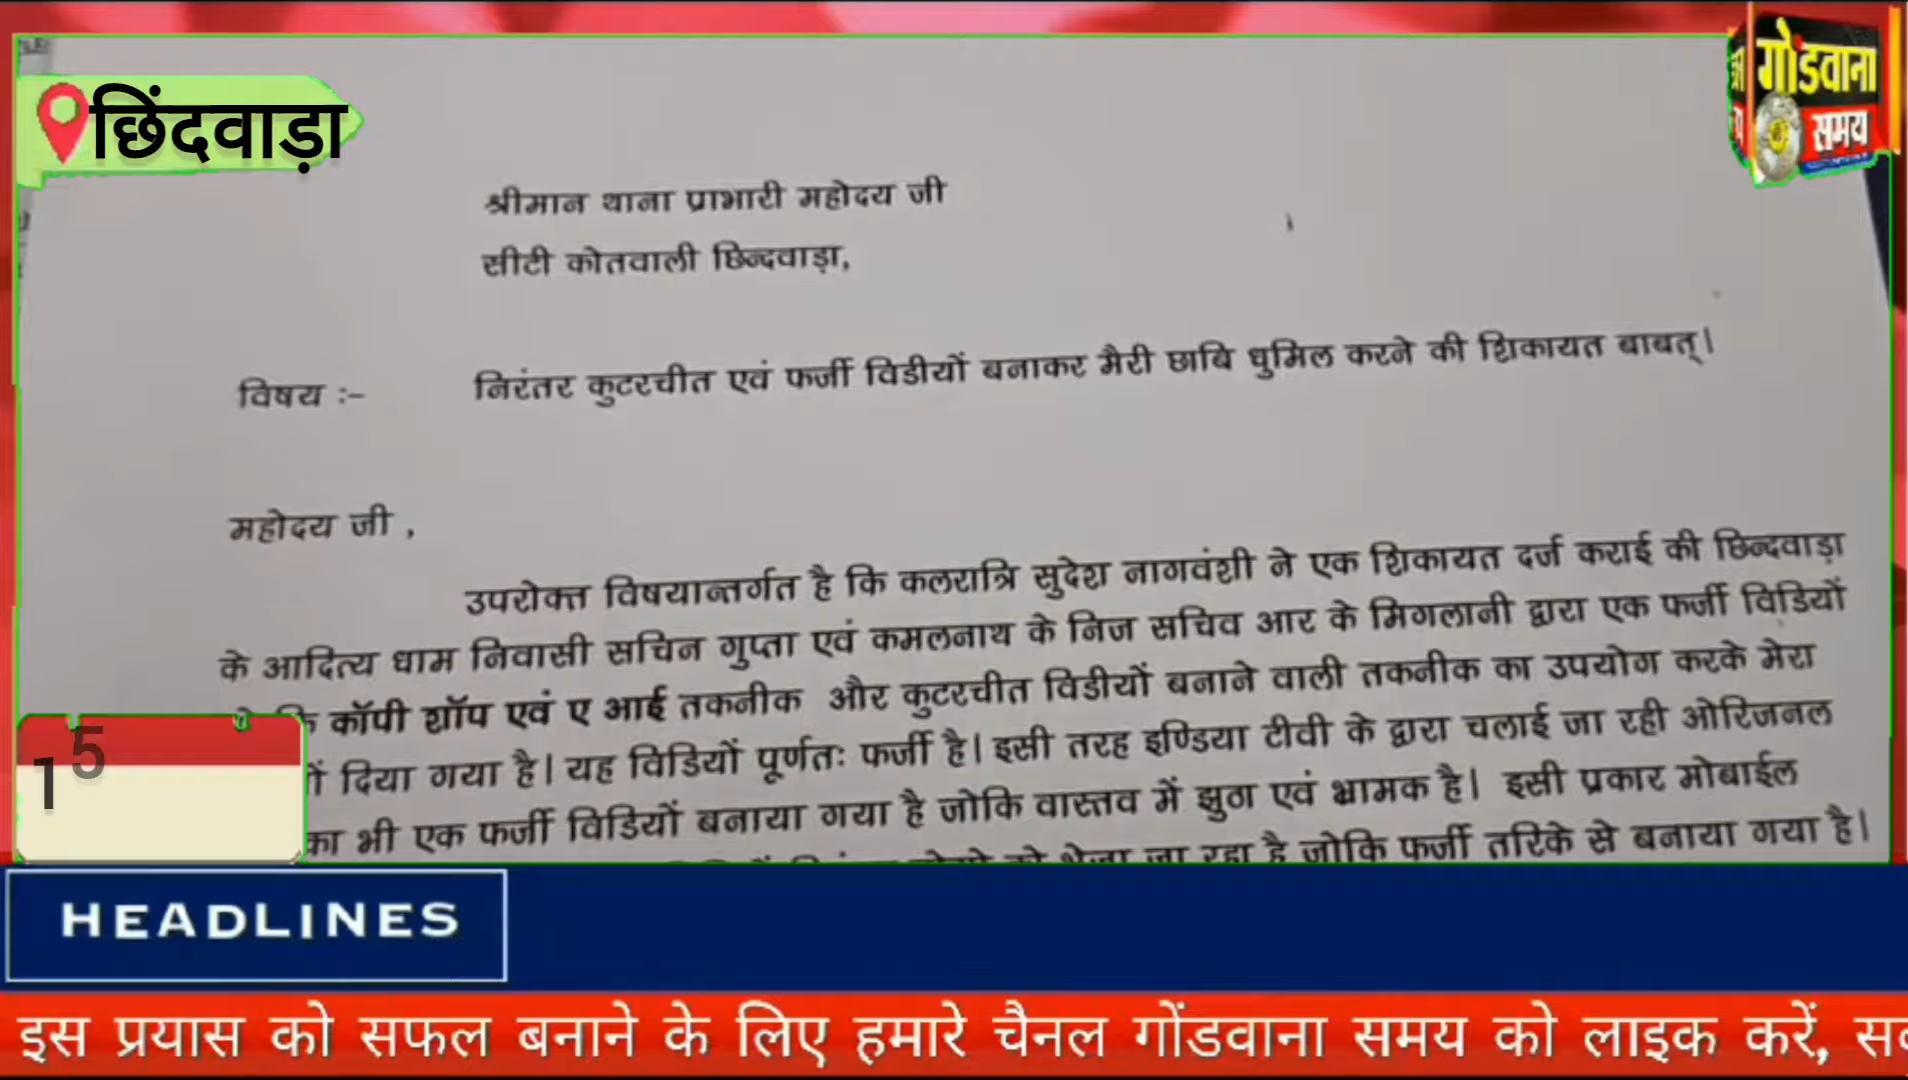 छिंदवाड़ा
गोंडवाना
समय
श्रीमान थाना प्राभारी महोदय जी
सीटी कोतवाली छिन्दवाड़ा,
विषय :- निरंतर कुटरचीत एवं फर्जी विडीयों बनाकर मैरी छाबि धुमिल करने की शिकायत बाबत्।
महोदय जी ,
उपरोक्त विषयान्तर्गत है कि कलरात्रि सुदेश नागवंशी ने एक शिकायत दर्ज कराई की छिन्दवाड़ा
के आदित्य धाम निवासी सचिन गुप्ता एवं कमलनाथ के निज सचिव आर के मिगलानी द्वारा एक फर्जी विडियों
कॉपी शॉप एवं ए आई तकनीक और कुटरचीत विडीयों बनाने वाली तकनीक का उपयोग करके मेरा
दिया गया है। यह विडियों पूर्णतः फर्जी है। इसी तरह इण्डिया टीवी के द्वारा चलाई जा रही ओरिजनल
का भी एक फर्जी विडियों बनाया गया है जोकि वास्तव में झुठा एवं भ्रामक है। इसी प्रकार मोबाईल
को भेजा जा रहा है जोकि फर्जी तरिके से बनाया गया है।
15
HEADLINES
इस प्रयास को सफल बनाने के लिए हमारे चैनल गोंडवाना समय को लाइक करें,